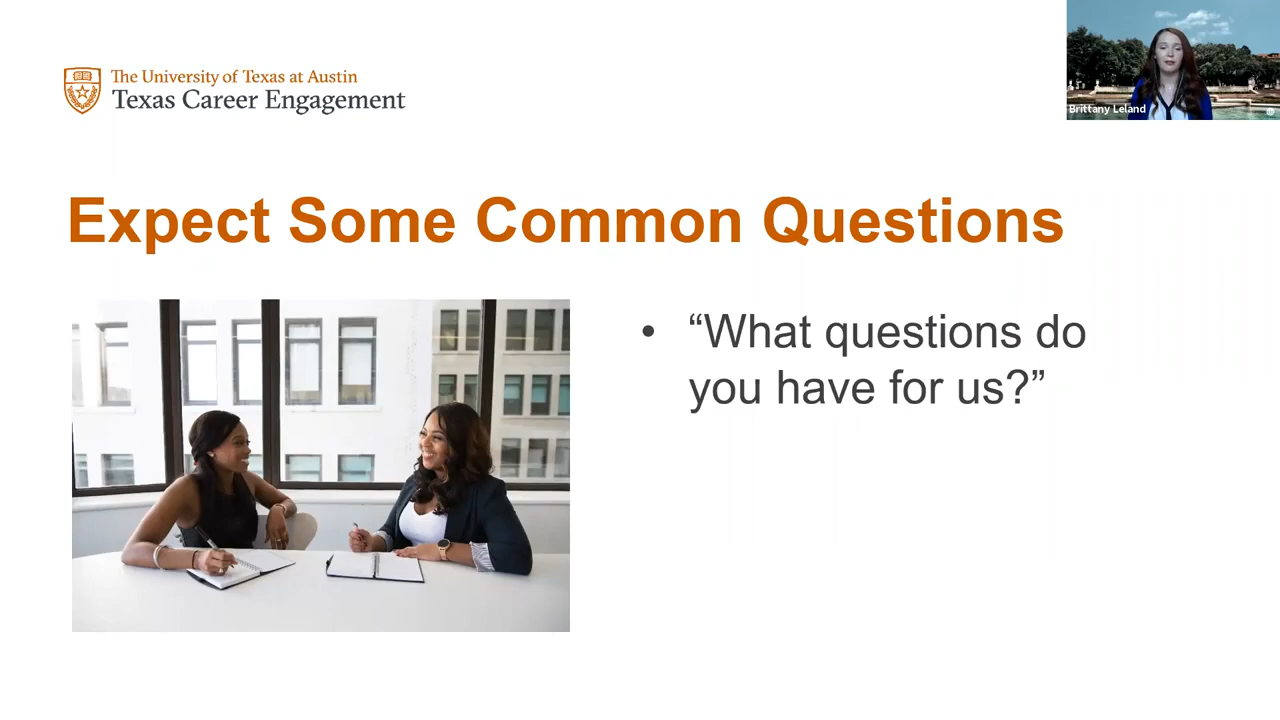 The University of Texas at Austin
Texas Career Engagement
Brittany Leland
Expect Some Common Questions
• “What questions do
you have for us?”